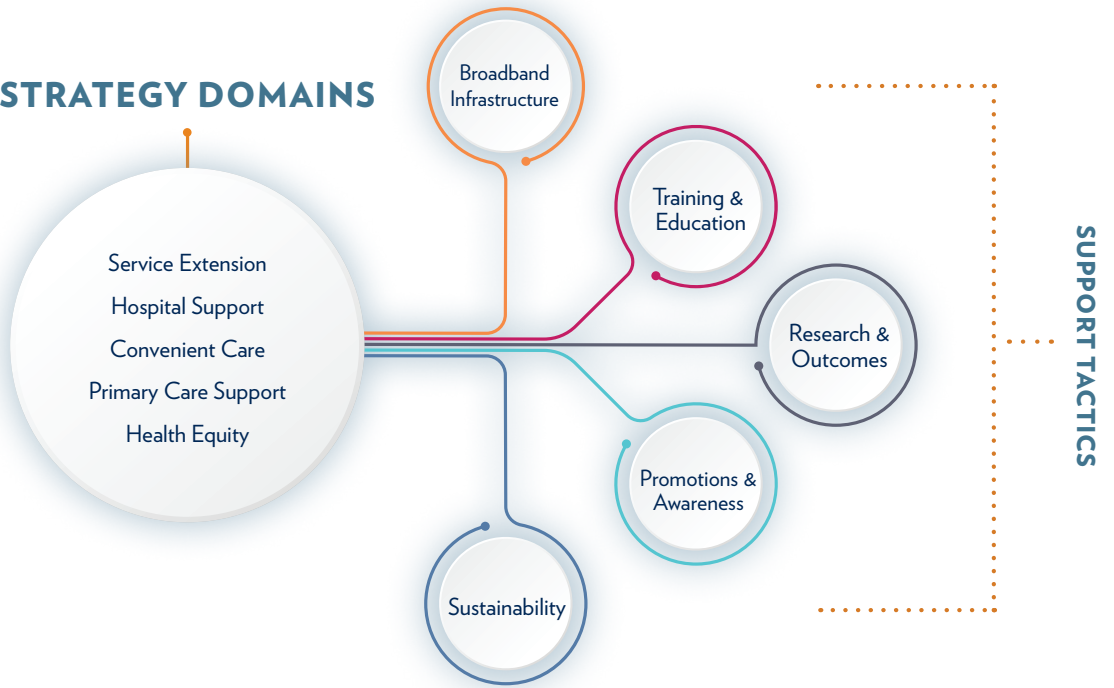 STRATEGY DOMAINS
Service Extension
Hospital Support
Convenient Care
Primary Care Support
Health Equity
Broadband
Infrastructure
Training &
Education
Research &
Outcomes
Promotions &
Awareness
Sustainability
SUPPORT TACTICS